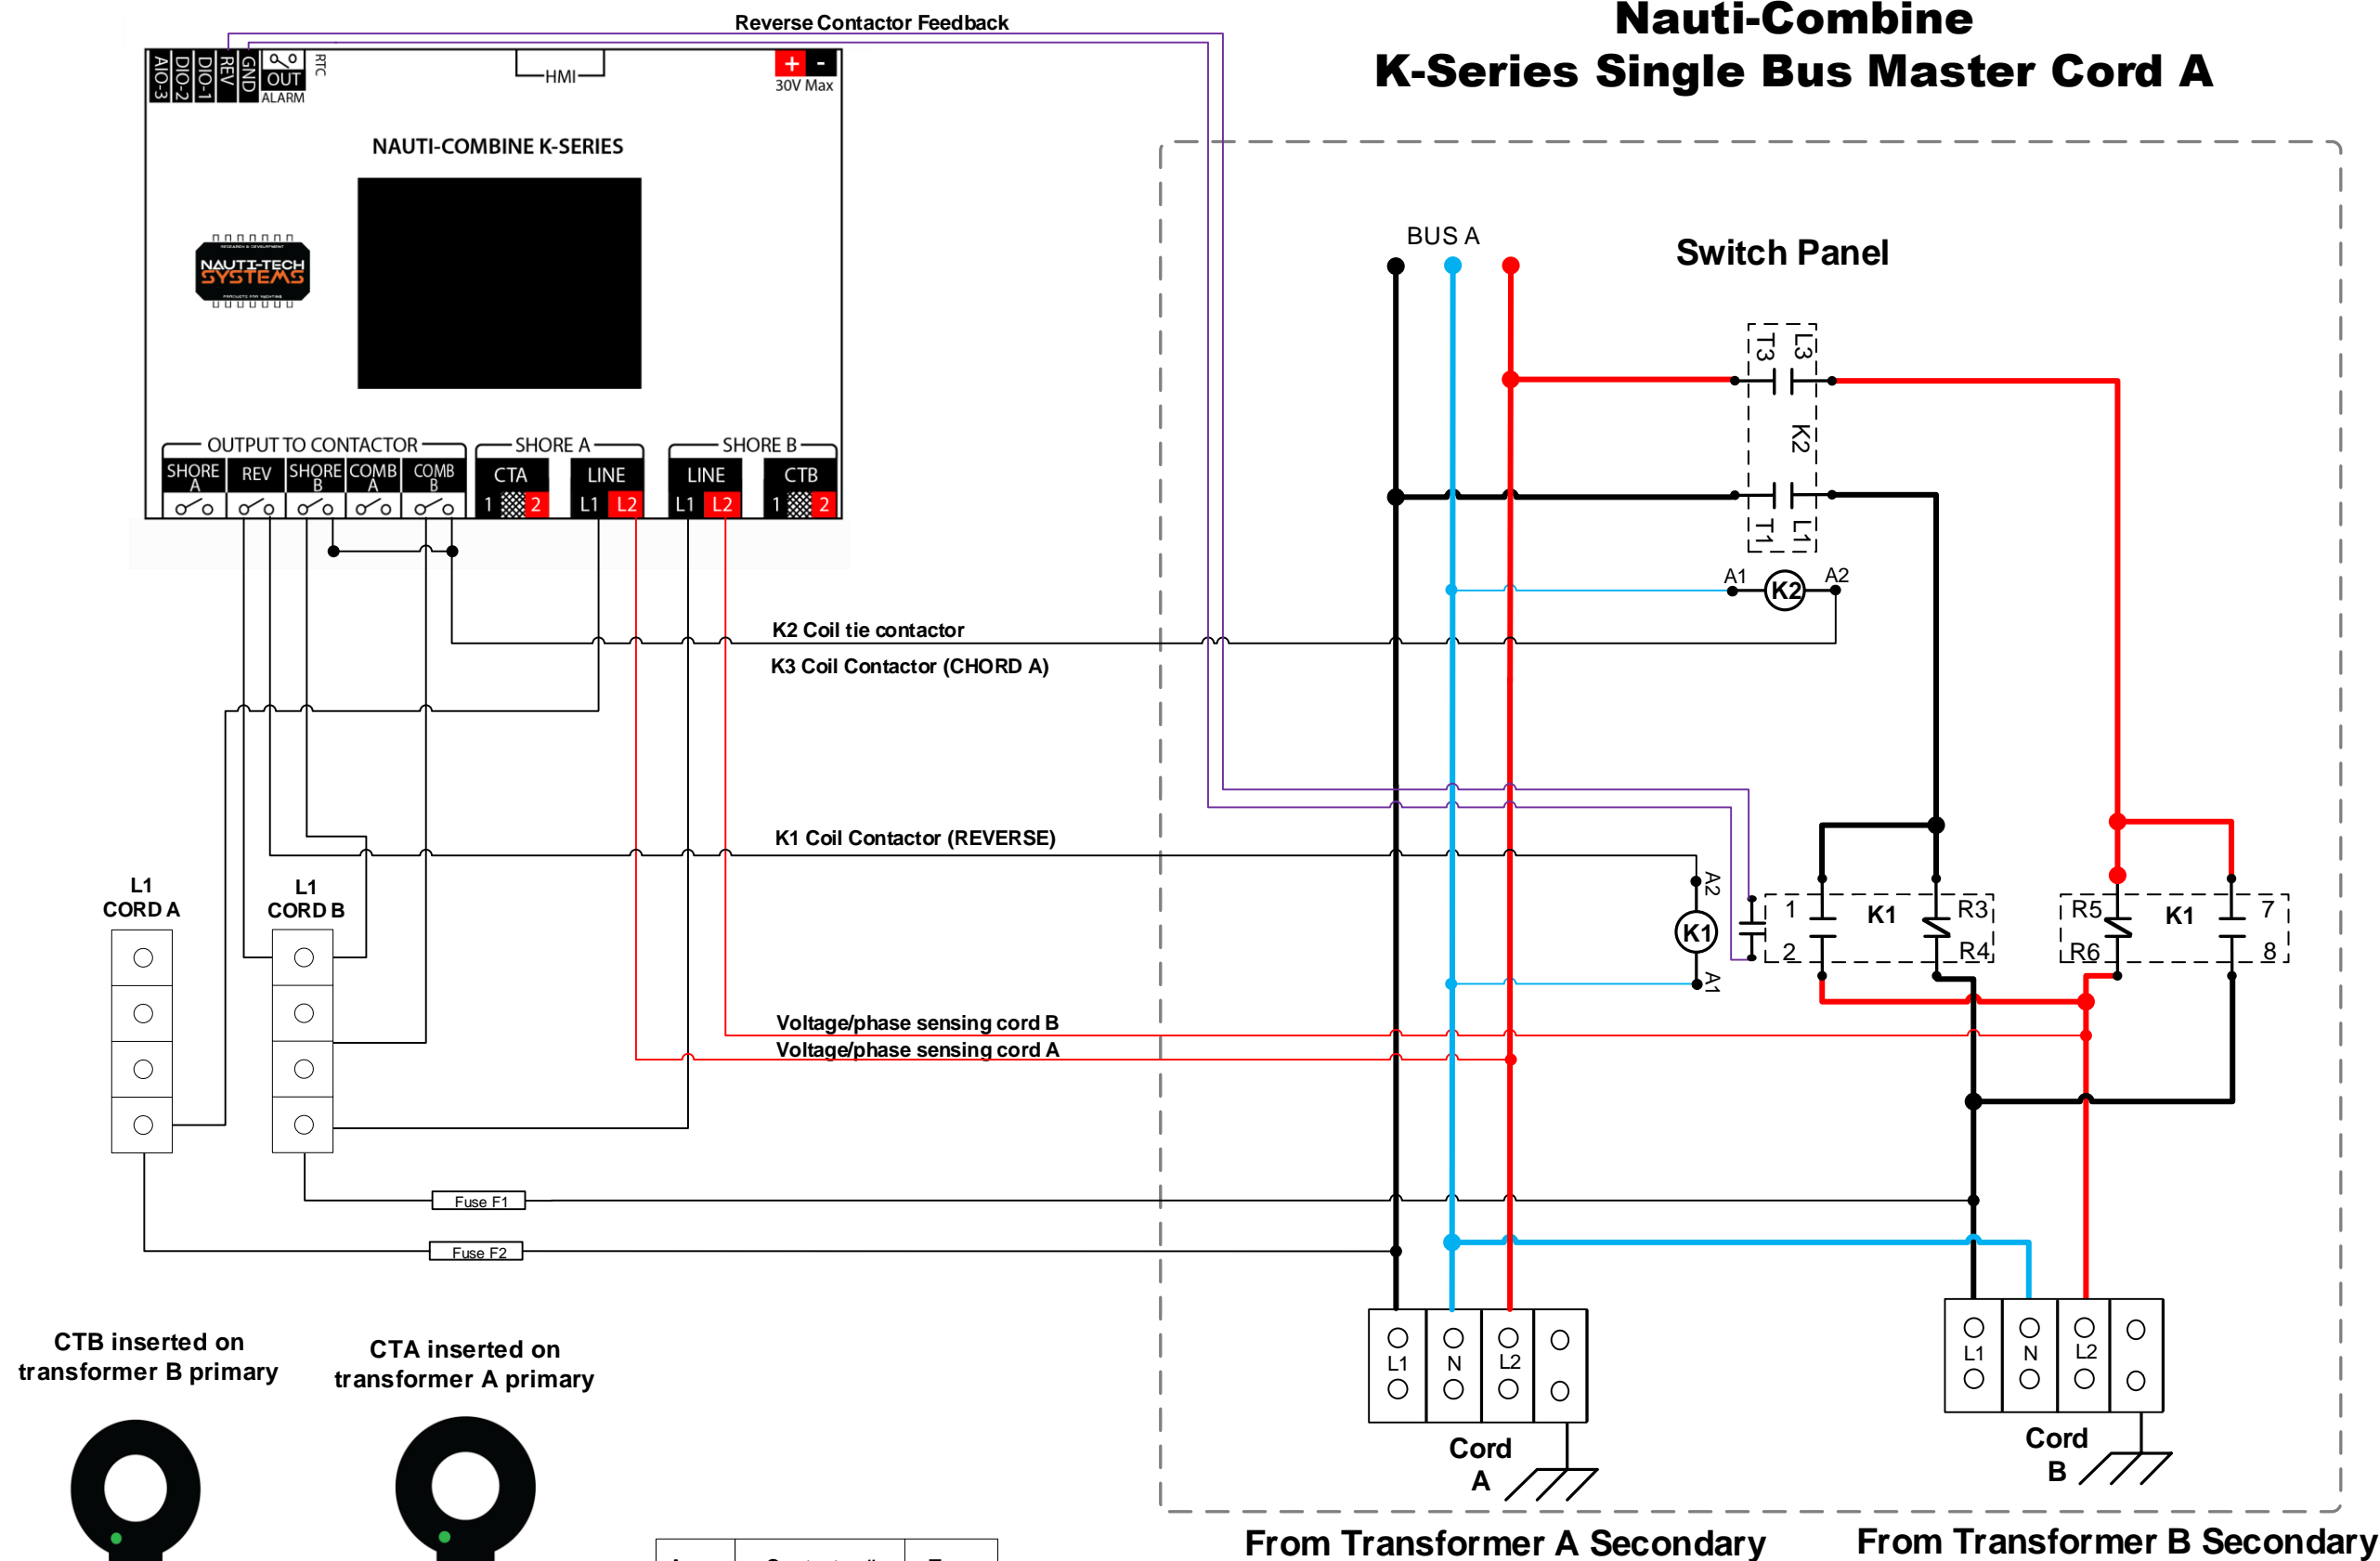 Reverse Contactor Feedback
Nauti-Combine
K-Series Single Bus Master Cord A
AIO-3
DIO-2
DIO-1
REV
GND
OUT
ALARM
RTC
HMI
+ -
30V Max
NAUTI-COMBINE K-SERIES
RESEARCH & DEVELOPMENT
NAUTI-TECH
SYSTEMS
PRODUCTS FOR YACHTING
OUTPUT TO CONTACTOR
SHORE A
REV
SHORE B
COMB A
COMB B
SHORE A
CTA
1 2
LINE
L1 L2
SHORE B
LINE
L1 L2
CTB
1 2
BUS A
Switch Panel
T3 L3
K2
T1 L1
A1 K2 A2
K2 Coil tie contactor
K3 Coil Contactor (CHORD A)
K1 Coil Contactor (REVERSE)
L1
CORD A
L1
CORD B
A2
K1
A1
1 K1 R3
2 R4
R5 K1 7
R6 8
Voltage/phase sensing cord B
Voltage/phase sensing cord A
Fuse F1
Fuse F2
CTB inserted on
transformer B primary
CTA inserted on
transformer A primary
L1 N L2
Cord
A
L1 N L2
Cord
B
From Transformer A Secondary
From Transformer B Secondary